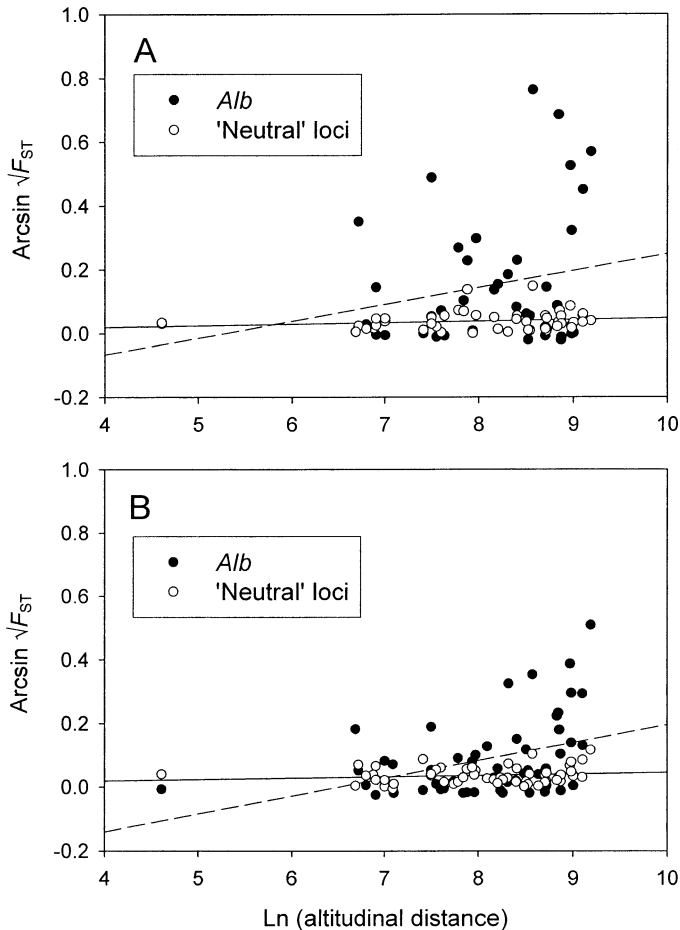 1.0
A
0.8
Alb
'Neutral' loci
0.6
Arcsin √FST
0.4
0.2
0.0
-0.2
4 5 6 7 8 9 10
1.0
B
0.8
Alb
'Neutral' loci
0.6
Arcsin √FST
0.4
0.2
0.0
-0.2
4 5 6 7 8 9 10
Ln (altitudinal distance)